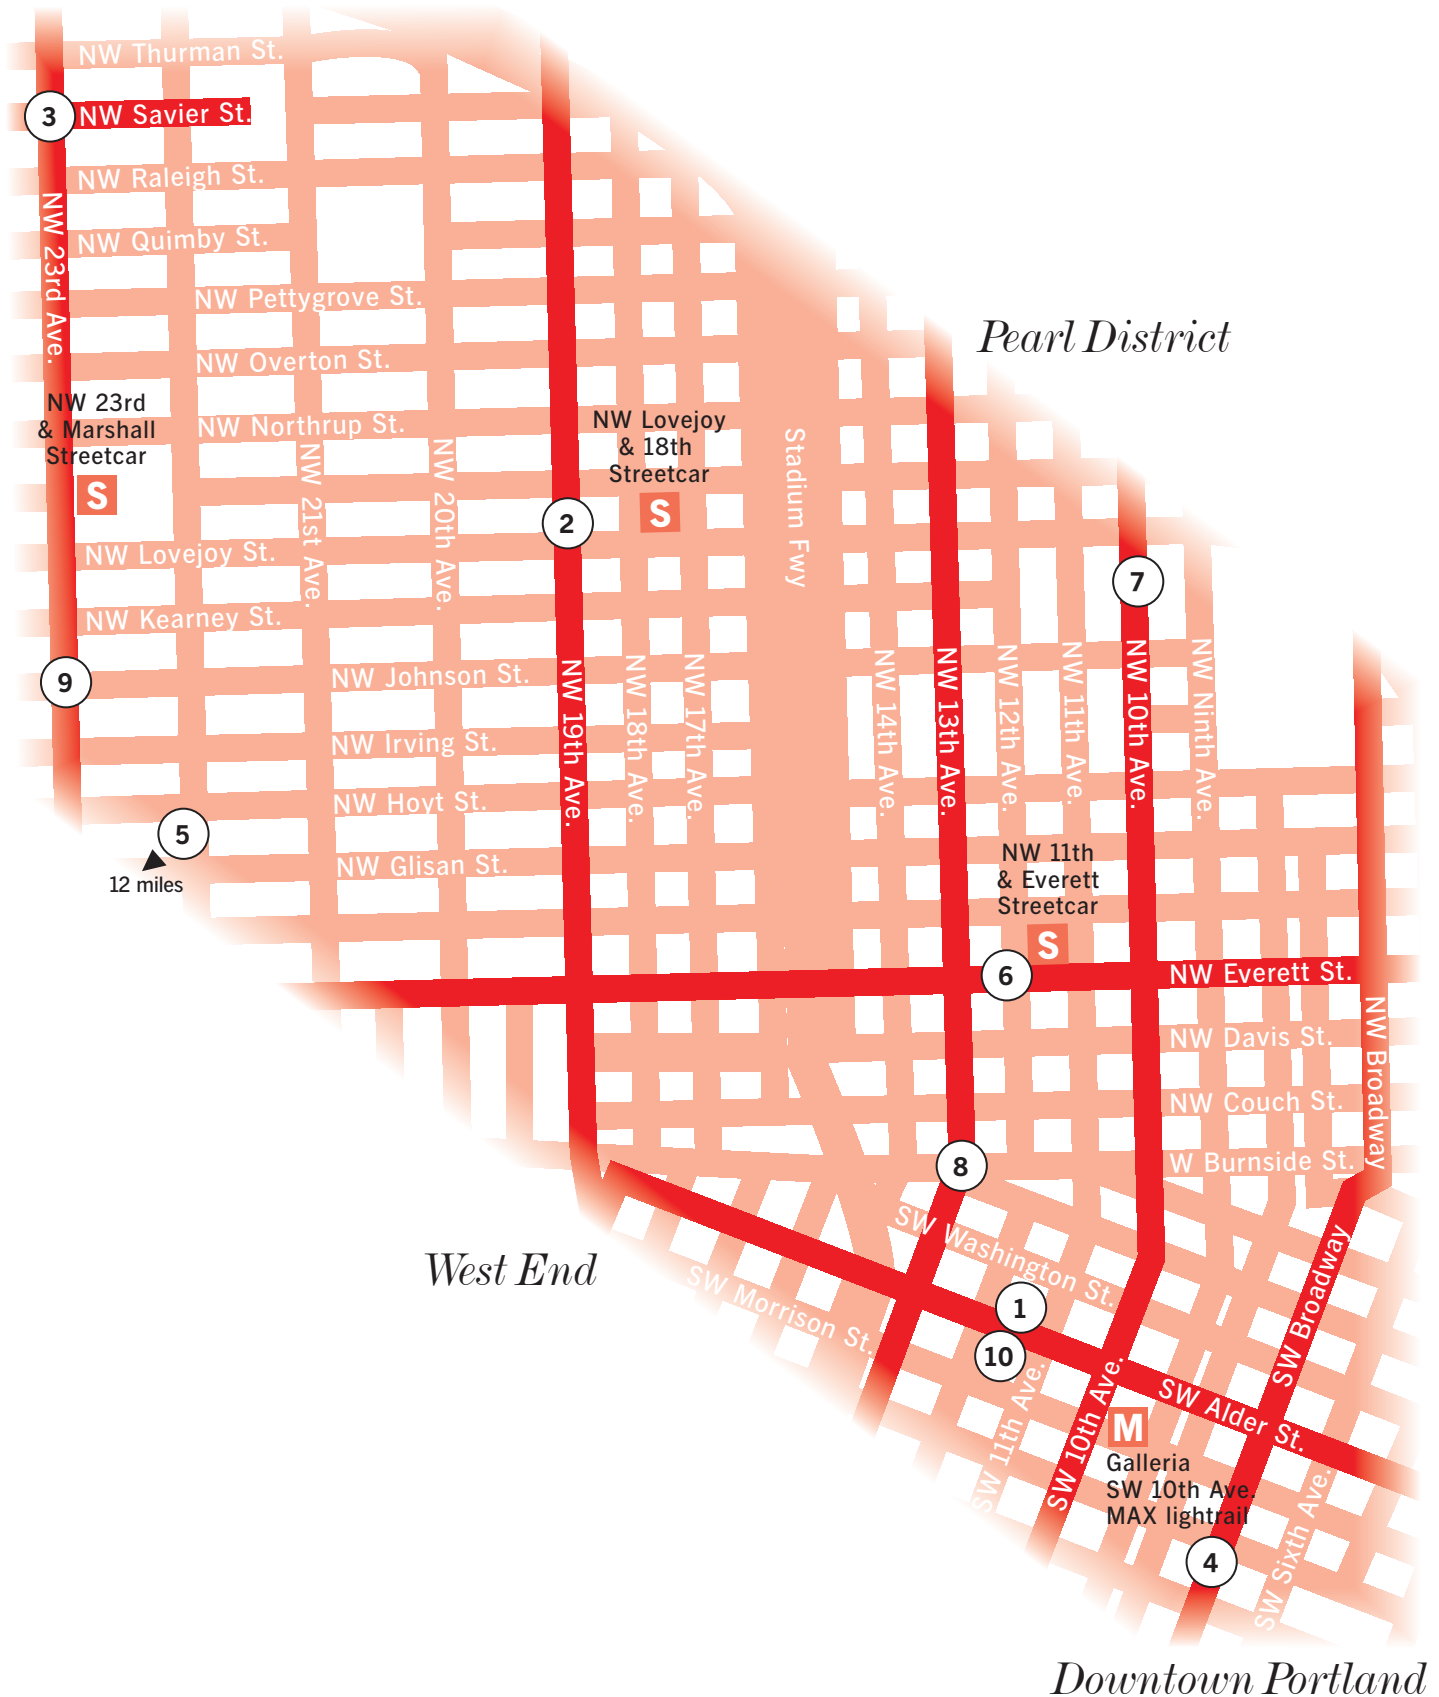 NW Thurman St.
3
NW Savier St.
NW Raleigh St.
NW 23rd Ave.
NW Quimby St.
NW Pettygrove St.
Pearl District
NW Overton St.
NW 23rd
& Marshall
Streetcar
S
NW Northrup St.
NW Lovejoy
& 18th
Streetcar
S
Stadium Fwy
NW 21st Ave.
NW 20th Ave.
2
NW Lovejoy St.
7
NW Kearney St.
9
NW Johnson St.
NW 19th Ave.
NW 18th Ave.
NW 17th Ave.
NW 14th Ave.
NW 13th Ave.
NW 12th Ave.
NW 11th Ave.
NW 10th Ave.
NW Ninth Ave.
NW Irving St.
NW Hoyt St.
5
12 miles
NW Glisan St.
NW 11th
& Everett
Streetcar
S
6
NW Everett St.
NW Broadway
NW Davis St.
NW Couch St.
8
W Burnside St.
SW Washington St.
West End
SW Morrison St.
1
10
SW Broadway
SW Alder St.
SW 11th Ave.
SW 10th Ave.
M
Galleria
SW 10th Ave.
MAX lightrail
SW Sixth Ave.
4
Downtown Portland